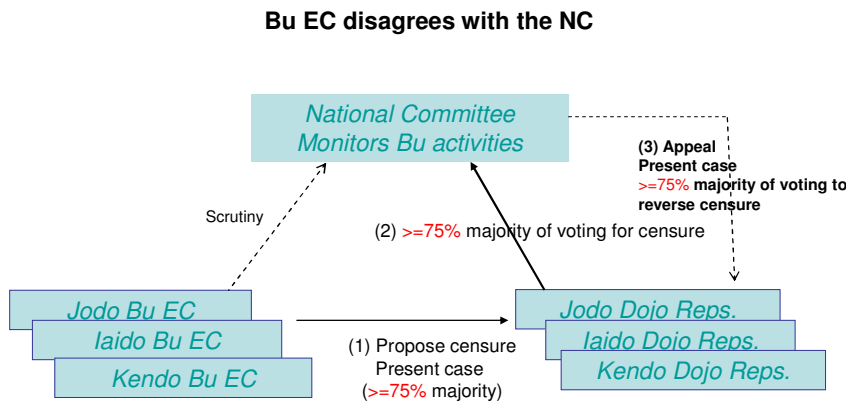 Bu EC disagrees with the NC
National Committee
Monitors Bu activities
(3) Appeal
Present case
>=75% majority of voting to
reverse censure
Scrutiny
(2) >=75% majority of voting for censure
Jodo Bu EC
Iaido Bu EC
Kendo Bu EC
(1) Propose censure
Present case
(>=75% majority)
Jodo Dojo Reps.
Iaido Dojo Reps.
Kendo Dojo Reps.